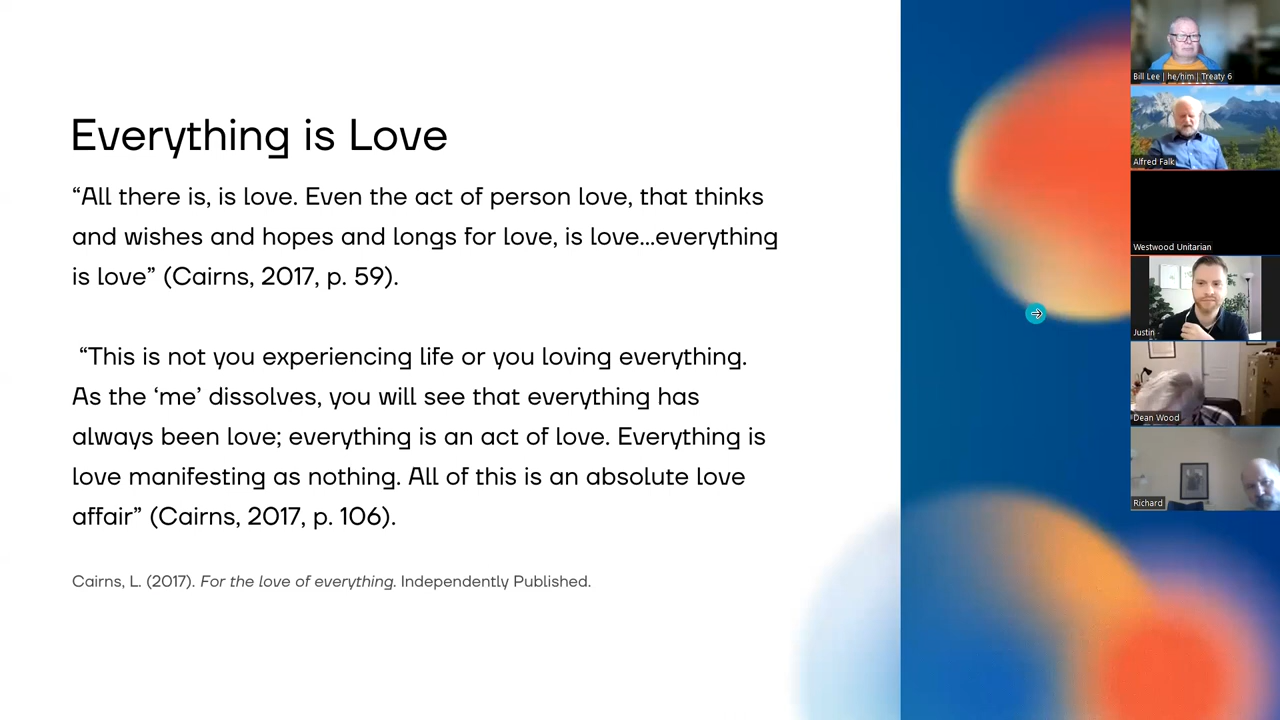 Everything is Love
“All there is, is love. Even the act of person love, that thinks
and wishes and hopes and longs for love, is love...everything
is love” (Cairns, 2017, p. 59).
“This is not you experiencing life or you loving everything.
As the ‘me’ dissolves, you will see that everything has
always been love; everything is an act of love. Everything is
love manifesting as nothing. All of this is an absolute love
affair” (Cairns, 2017, p. 106).
Cairns, L. (2017). For the love of everything. Independently Published.
Bill Lee | he/him | Treaty 6
Alfred Falk
Westwood Unitarian
Justin
Dean Wood
Richard